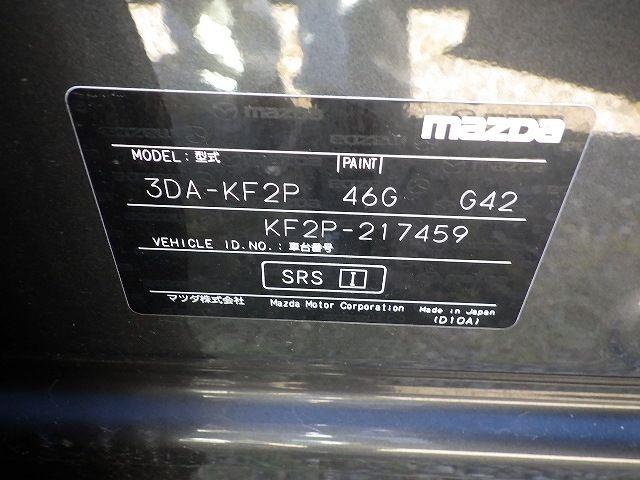 mazda
MODEL : 型式 PAINT
3DA-KF2P 46G G42
KF2P-217459
VEHICLE ID.NO. : 車台番号
SRS I
マツダ株式会社 Mazda Motor Corporation Made in Japan
(D10A)